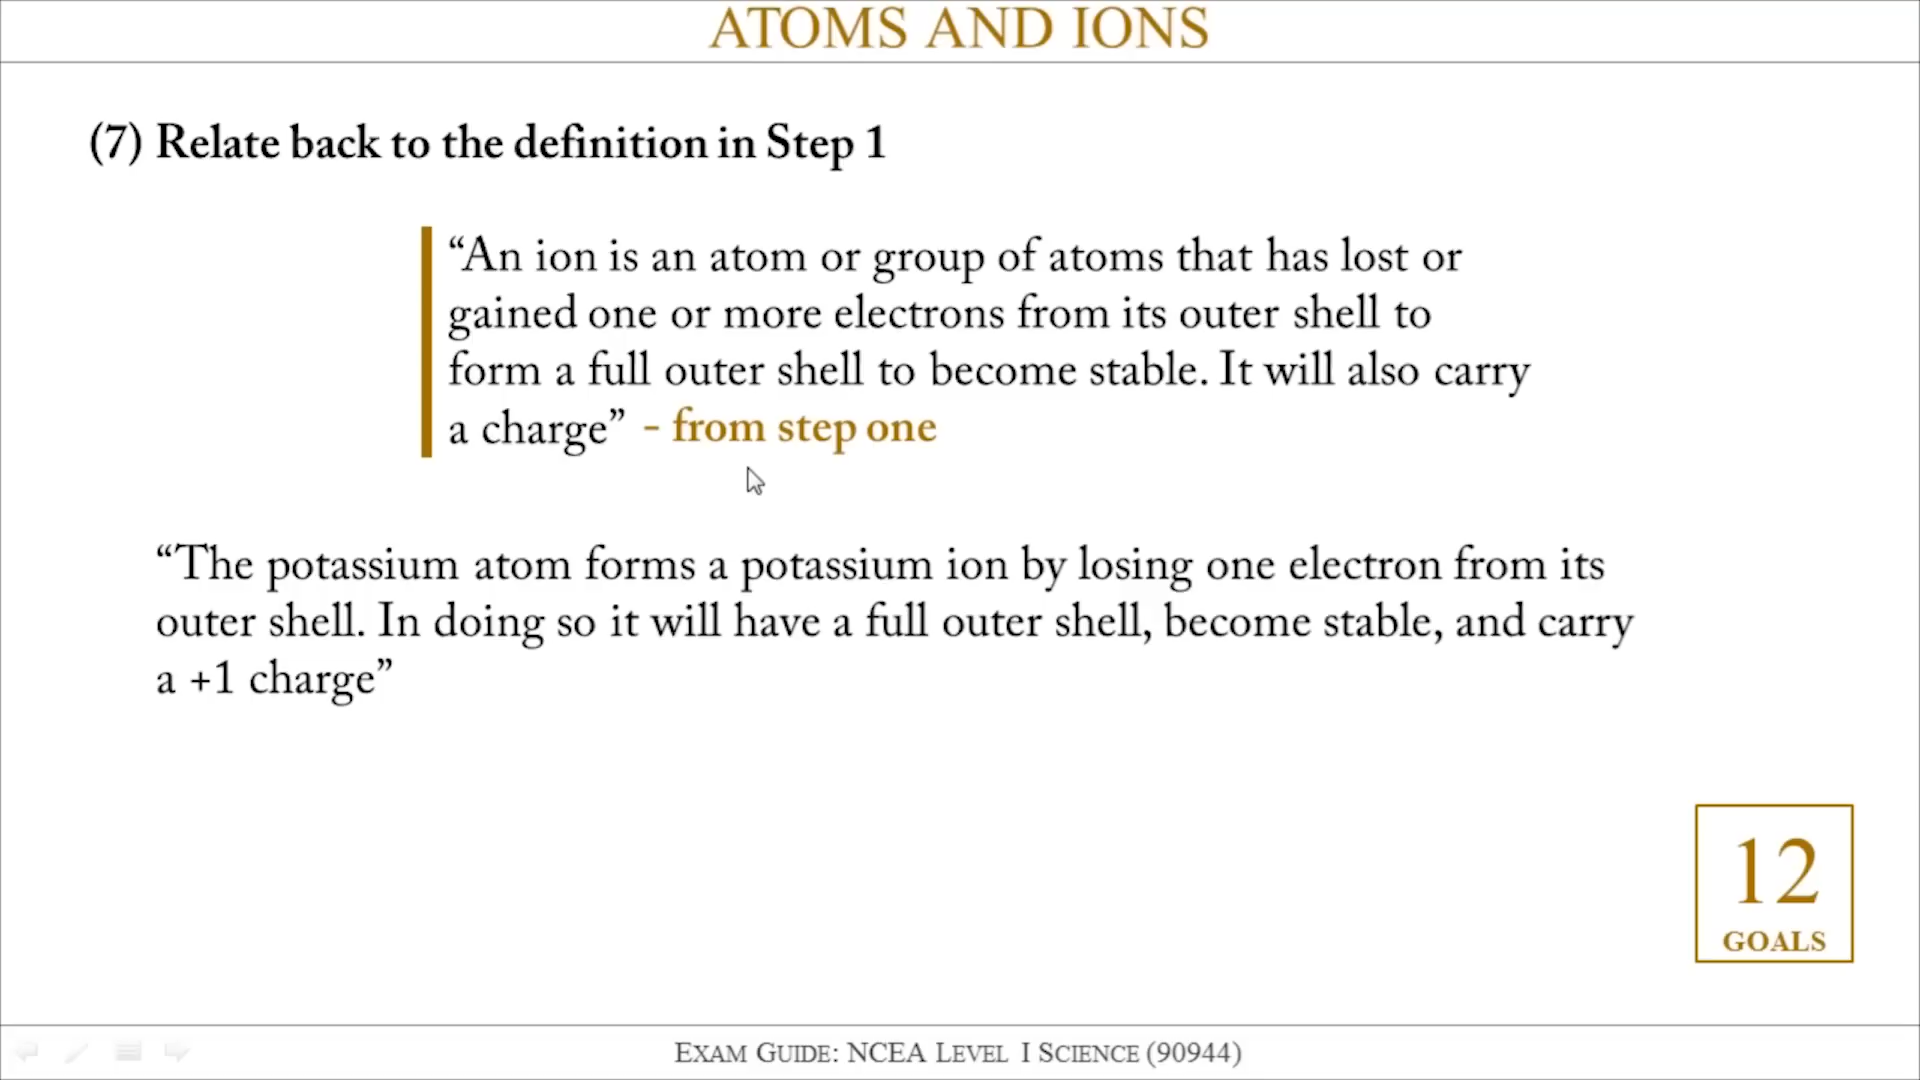 ATOMS AND IONS
(7) Relate back to the definition in Step 1
“An ion is an atom or group of atoms that has lost or
gained one or more electrons from its outer shell to
form a full outer shell to become stable. It will also carry
a charge” - from step one
“The potassium atom forms a potassium ion by losing one electron from its
outer shell. In doing so it will have a full outer shell, become stable, and carry
a +1 charge”
12
GOALS
EXAM GUIDE: NCEA LEVEL I SCIENCE (90944)